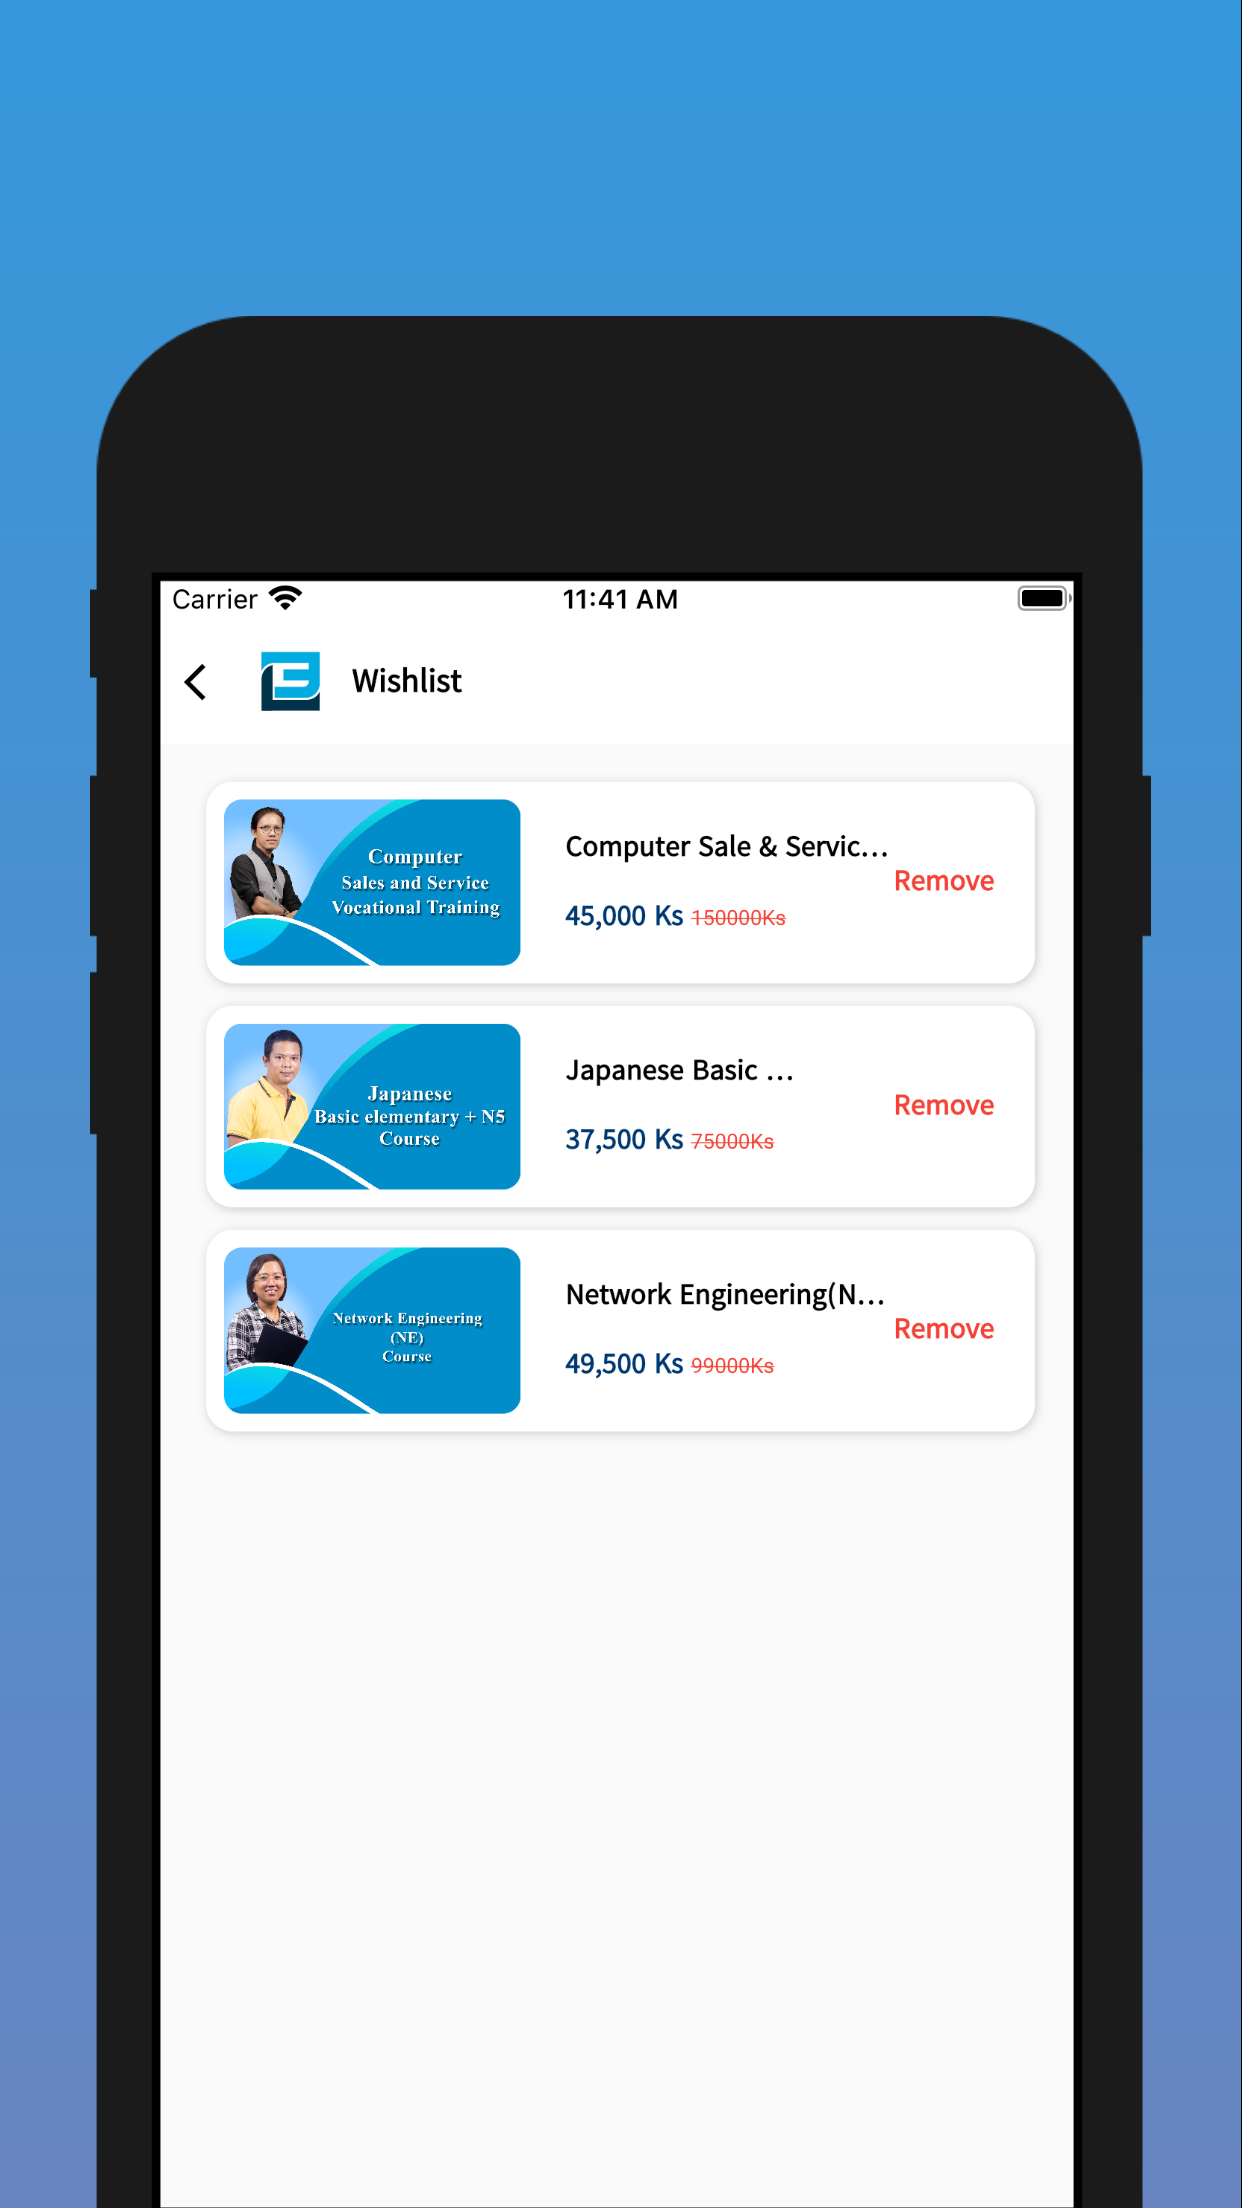 Carrier 11:41 AM
Wishlist
Computer
Sales and Service
Vocational Training
Computer Sale & Servic...
45,000 Ks 150000Ks
Remove
Japanese
Basic elementary + N5
Course
Japanese Basic ...
37,500 Ks 75000Ks
Remove
Network Engineering
(NE)
Course
Network Engineering(N...
49,500 Ks 99000Ks
Remove